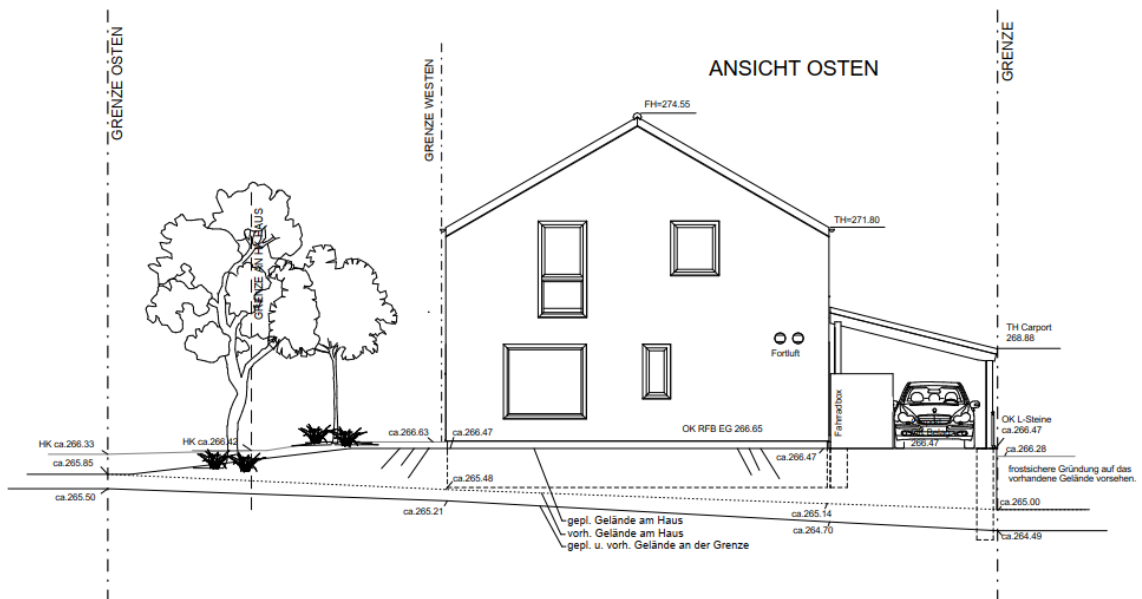 GRENZE OSTEN
GRENZE WESTEN
ANSICHT OSTEN
GRENZE
FH=274.55
TH=271.80
TH Carport
268.88
Fortluft
Fahrradbox
OK RFB EG 266.65
OK L-Steine
ca.266.47
266.47
ca.266.28
frostsichere Gründung auf das
vorhandene Gelände vorsehen.
HK ca.266.33
HK ca.266.42
ca.266.63
ca.266.47
ca.266.47
ca.265.85
ca.265.50
ca.265.48
ca.265.21
ca.265.14
ca.265.00
ca.264.70
ca.264.49
gepl. Gelände am Haus
vorh. Gelände am Haus
gepl. u. vorh. Gelände an der Grenze